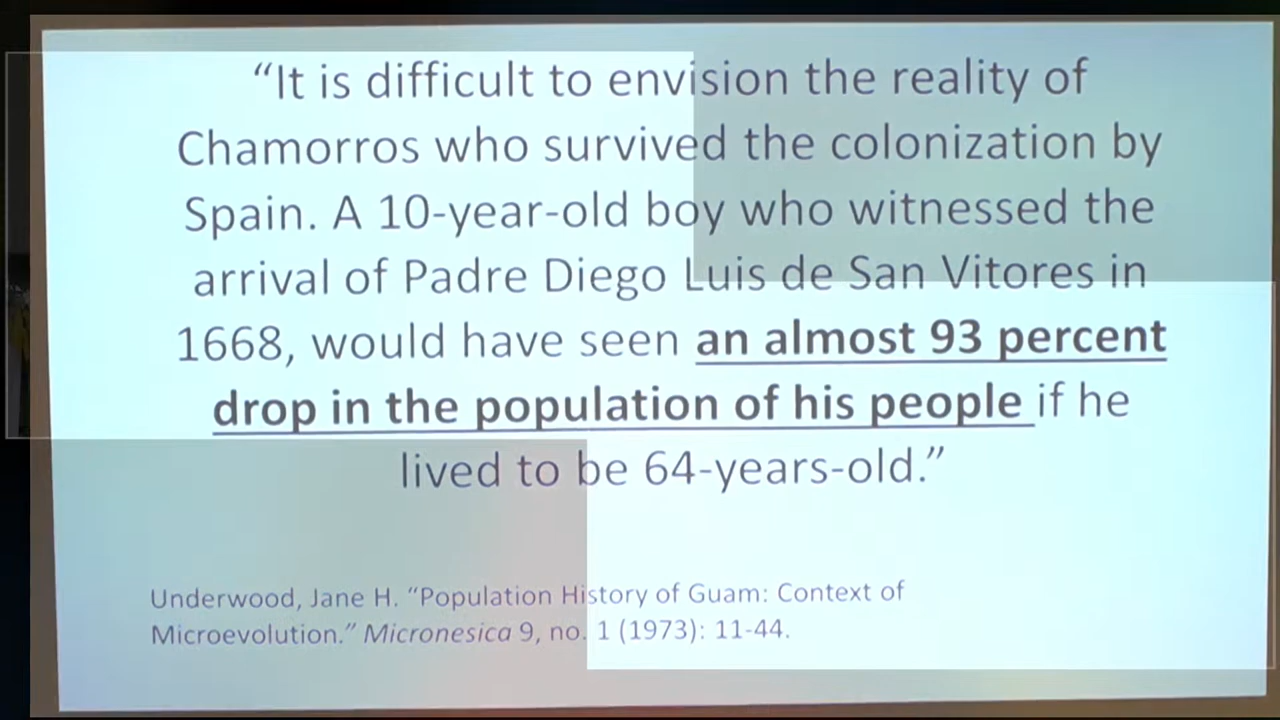 “It is difficult to envision the reality of
Chamorros who survived the colonization by
Spain. A 10-year-old boy who witnessed the
arrival of Padre Diego Luis de San Vitores in
1668, would have seen an almost 93 percent
drop in the population of his people if he
lived to be 64-years-old.”
Underwood, Jane H. “Population History of Guam: Context of
Microevolution.” Micronesica 9, no. 1 (1973): 11-44.